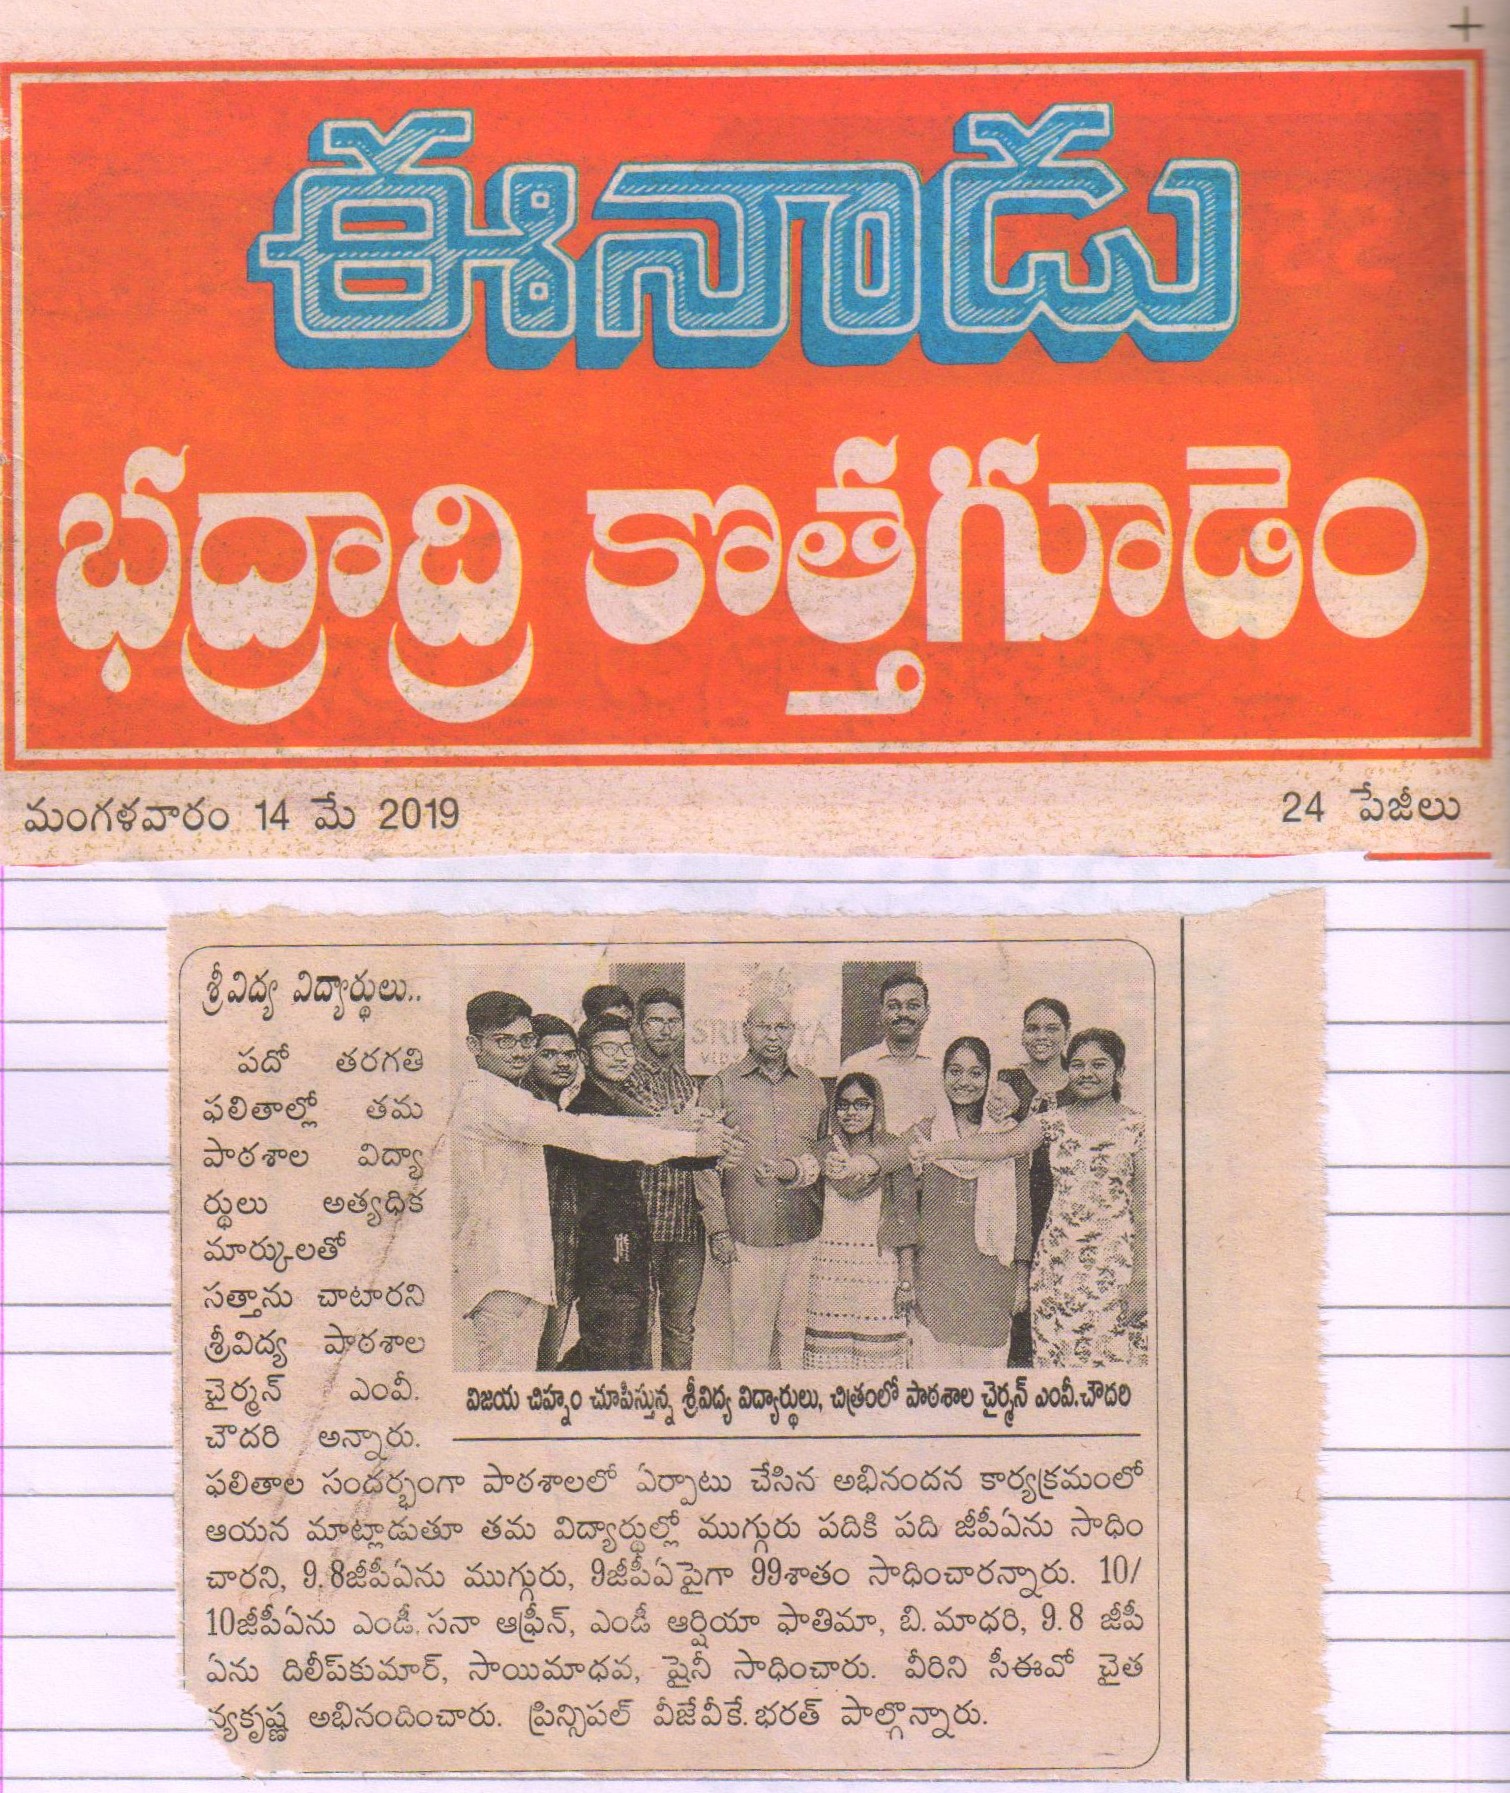 ఈనాడు
భద్రాద్రి కొత్తగూడెం
మంగళవారం 14 మే 2019
24 పేజీలు
శ్రీవిద్య విద్యార్థులు..
పదో తరగతి
ఫలితాల్లో తమ
పాఠశాల విద్యా
ర్థులు అత్యధిక
మార్కులతో
సత్తాను చాటారని
శ్రీవిద్య పాఠశాల
చైర్మన్ ఎంవీ.
చౌదరి అన్నారు.
విజయ చిహ్నం చూపిస్తున్న శ్రీవిద్య విద్యార్థులు, చిత్రంలో పాఠశాల చైర్మన్ ఎంవీ.చౌదరి
ఫలితాల సందర్భంగా పాఠశాలలో ఏర్పాటు చేసిన అభినందన కార్యక్రమంలో
ఆయన మాట్లాడుతూ తమ విద్యార్థుల్లో ముగ్గురు పదికి పది జీపీఏను సాధిం
చారని, 9.8జీపీఏను ముగ్గురు, 9జీపీఏపైగా 99శాతం సాధించారన్నారు. 10/
10జీపీఏను ఎండీ.సనా ఆఫ్రీన్, ఎండీ ఆర్షియా ఫాతిమా, బి.మాధరి, 9.8 జీపీ
ఏను దిలీప్‌కుమార్, సాయిమాధవ, షైనీ సాధించారు. వీరిని సీఈవో చైత
న్యకృష్ణ అభినందించారు. ప్రిన్సిపల్ వీజేవీకే.భరత్ పాల్గొన్నారు.